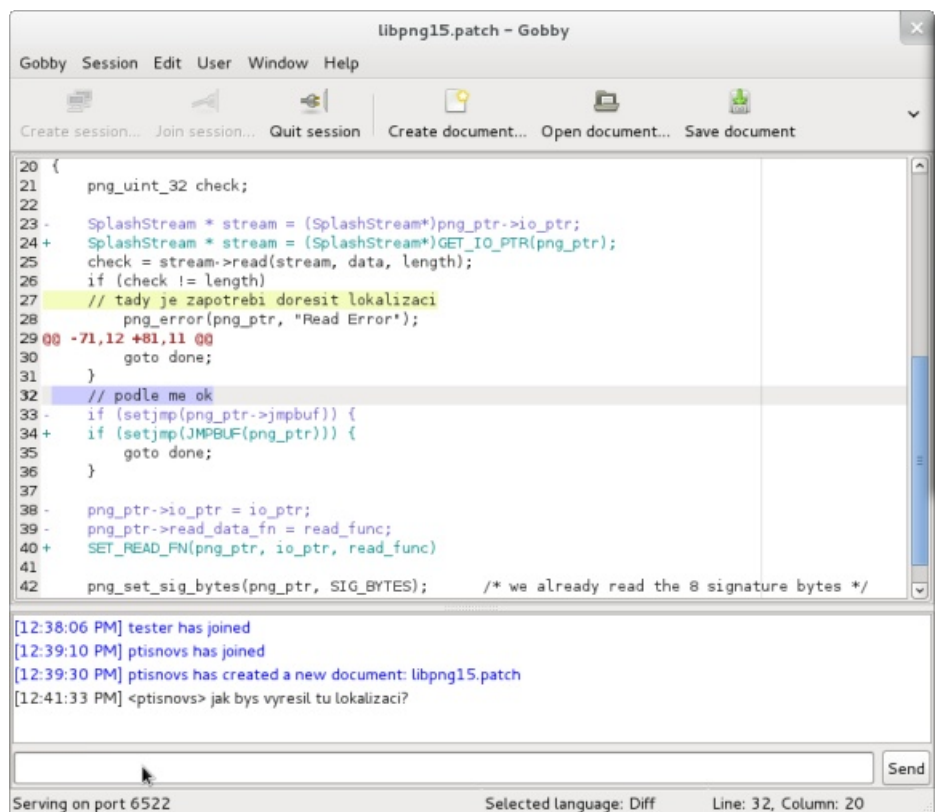 libpng15.patch – Gobby
Gobby Session Edit User Window Help
Create session... Join session... Quit session Create document... Open document... Save document
20 {
21     png_uint_32 check;
22
23 -     SplashStream * stream = (SplashStream*)png_ptr->io_ptr;
24 +     SplashStream * stream = (SplashStream*)GET_IO_PTR(png_ptr);
25     check = stream->read(stream, data, length);
26     if (check != length)
27     // tady je zapotrebi doresit lokalizaci
28         png_error(png_ptr, "Read Error");
29 @@ -71,12 +81,11 @@
30         goto done;
31     }
32     // podle me ok
33 -     if (setjmp(png_ptr->jmpbuf)) {
34 +     if (setjmp(JMPBUF(png_ptr))) {
35         goto done;
36     }
37
38 -     png_ptr->io_ptr = io_ptr;
39 -     png_ptr->read_data_fn = read_func;
40 +     SET_READ_FN(png_ptr, io_ptr, read_func)
41
42     png_set_sig_bytes(png_ptr, SIG_BYTES);     /* we already read the 8 signature bytes */
[12:38:06 PM] tester has joined
[12:39:10 PM] ptisnovs has joined
[12:39:30 PM] ptisnovs has created a new document: libpng15.patch
[12:41:33 PM] <ptisnovs> jak bys vyresil tu lokalizaci?
Send
Serving on port 6522 Selected language: Diff Line: 32, Column: 20